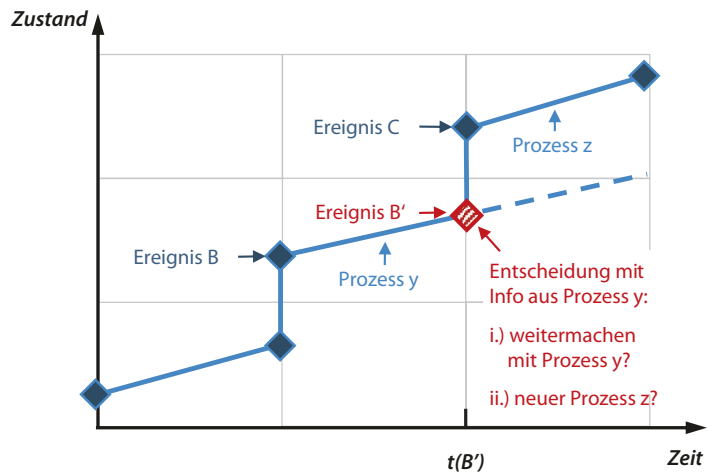 Zustand
Ereignis C
Prozess z
Ereignis B‘
Ereignis B
Prozess y
Entscheidung mit
Info aus Prozess y:
i.) weitermachen
mit Prozess y?
ii.) neuer Prozess z?
t(B’)
Zeit